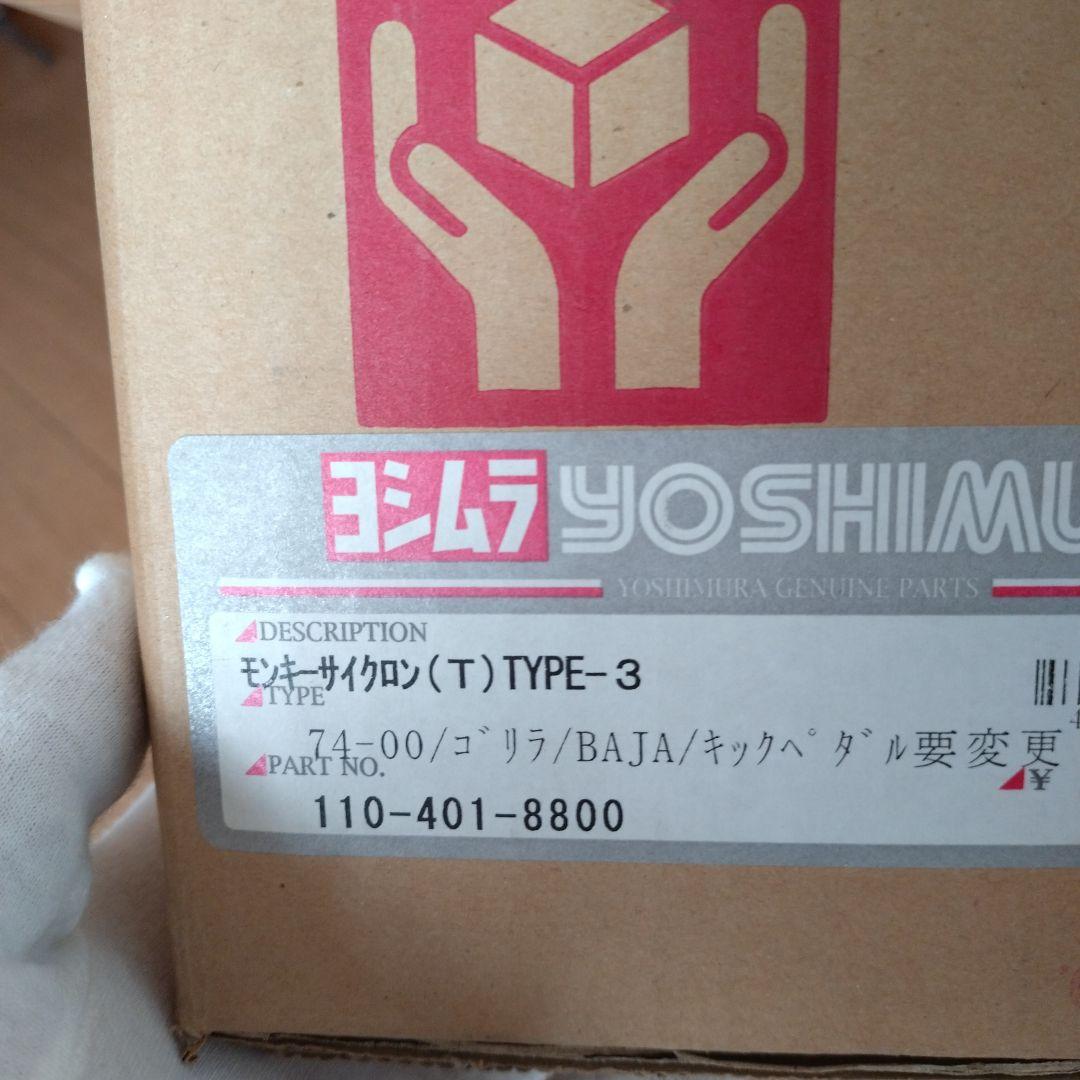 ヨシムラ YOSHIMU
YOSHIMURA GENUINE PARTS
DESCRIPTION
ﾓﾝｷｰｻｲｸﾛﾝ(T)TYPE-3
TYPE
74-00/ｺﾞﾘﾗ/BAJA/ｷｯｸﾍﾟﾀﾞﾙ要変更
PART NO.
¥
110-401-8800
4